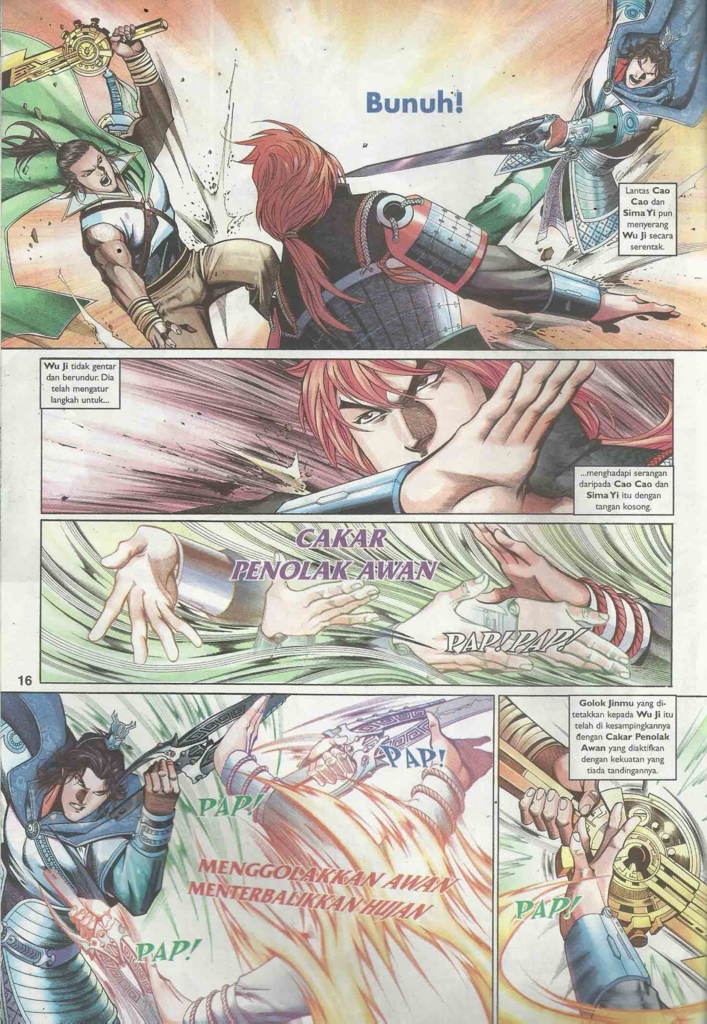 Bunuh!
Lantas Cao
Cao dan
Sima Yi pun
menyerang
Wu Ji secara
serentak.
Wu Ji tidak gentar
dan berundur. Dia
telah mengatur
langkah untuk...
...menghadapi serangan
daripada Cao Cao dan
Sima Yi itu dengan
tangan kosong.
CAKAR
PENOLAK AWAN
PAP! PAP!
16
Golok Jinmu yang di-
tetakkan kepada Wu Ji itu
telah di kesampingkannya
dengan Cakar Penolak
Awan yang diaktifkan
dengan kekuatan yang
tiada tandingannya.
PAP!
PAP!
MENGGOLAKKAN AWAN
MENTERBALIKKAN HUJAN
PAP!
PAP!